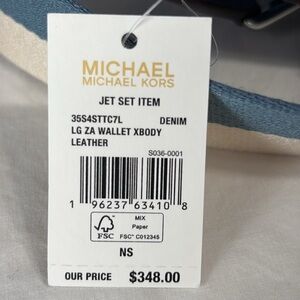 MICHAEL
MICHAEL KORS
JET SET ITEM
35S4STTC7L DENIM
LG ZA WALLET XBODY
LEATHER
S036-0001
1 96237 63410 8
FSC
MIX
Paper
FSC® C012345
NS
OUR PRICE $348.00